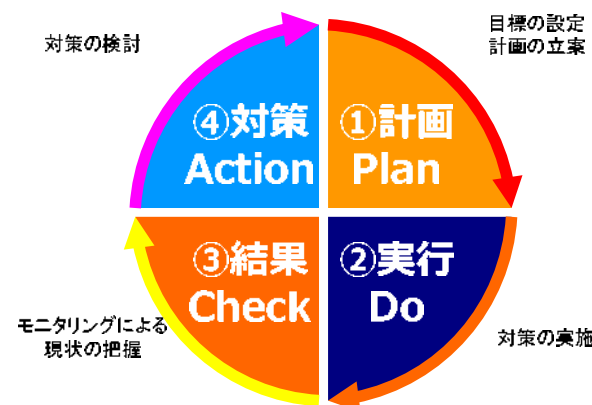 目標の設定
計画の立案
①計画
Plan
②実行
Do
対策の実施
③結果
Check
モニタリングによる
現状の把握
④対策
Action
対策の検討